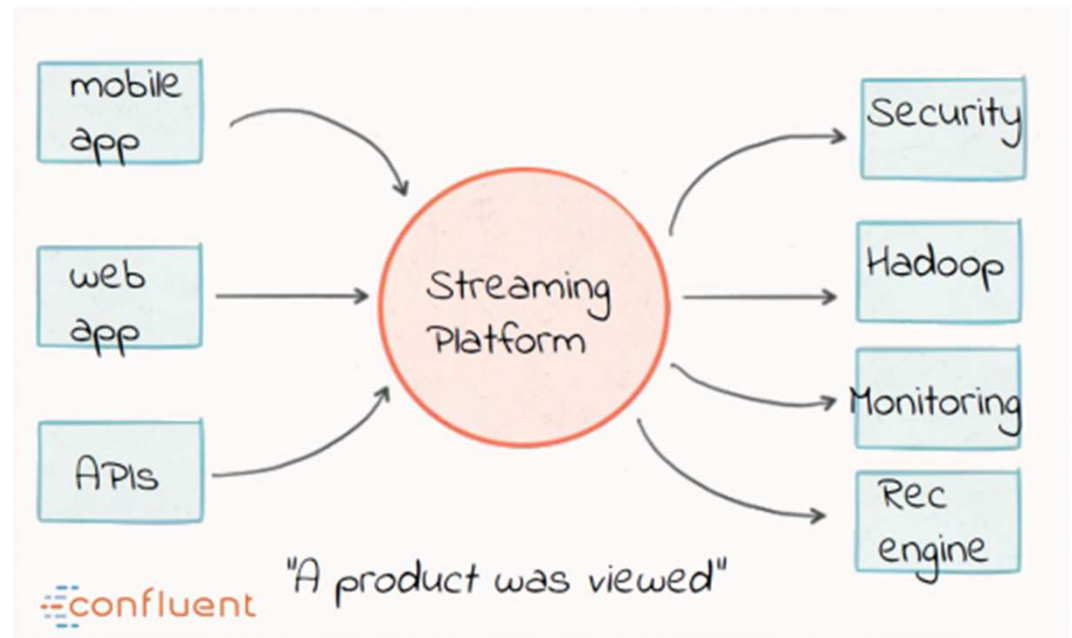 mobile
app
web
app
APIs
Streaming
Platform
Security
Hadoop
Monitoring
Rec
engine
"A product was viewed"
confluent